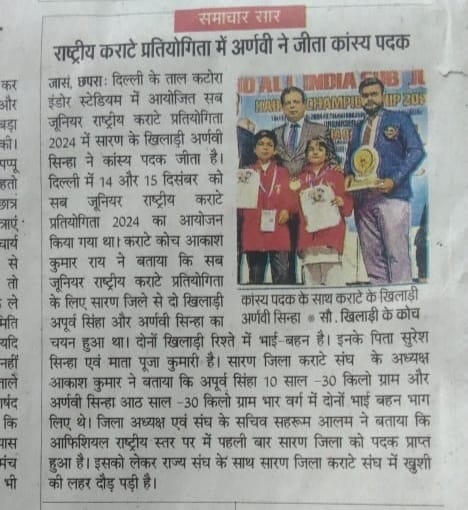 समाचार सार
राष्ट्रीय कराटे प्रतियोगिता में अर्णवी ने जीता कांस्य पदक
जासं, छपरा: दिल्ली के ताल कटोरा
इंडोर स्टेडियम में आयोजित सब
जूनियर राष्ट्रीय कराटे प्रतियोगिता
2024 में सारण के खिलाड़ी अर्णवी
सिन्हा ने कांस्य पदक जीता है।
दिल्ली में 14 और 15 दिसंबर को
सब जूनियर राष्ट्रीय कराटे
प्रतियोगिता 2024 का आयोजन
किया गया था। कराटे कोच आकाश
कुमार राय ने बताया कि सब
जूनियर राष्ट्रीय कराटे प्रतियोगिता
के लिए सारण जिले से दो खिलाड़ी
अपूर्व सिंहा और अर्णवी सिन्हा का
चयन हुआ था। दोनों खिलाड़ी रिश्ते में भाई-बहन है। इनके पिता सुरेश
सिन्हा एवं माता पूजा कुमारी है। सारण जिला कराटे संघ के अध्यक्ष
आकाश कुमार ने बताया कि अपूर्व सिंहा 10 साल -30 किलो ग्राम और
अर्णवी सिन्हा आठ साल -30 किलो ग्राम भार वर्ग में दोनों भाई बहन भाग
लिए थे। जिला अध्यक्ष एवं संघ के सचिव सहरूम आलम ने बताया कि
आफिशियल राष्ट्रीय स्तर पर में पहली बार सारण जिला को पदक प्राप्त
हुआ है। इसको लेकर राज्य संघ के साथ सारण जिला कराटे संघ में खुशी
की लहर दौड़ पड़ी है।
ALL INDIA SUB JU
CHAMPIONSHIP
कांस्य पदक के साथ कराटे के खिलाड़ी
अर्णवी सिन्हा ● सौ. खिलाड़ी के कोच
कर
और
बड़ा
की।
पप्पू
हतो
छात्र
त्राएं
चार्य
से
तो
ले
मिति
यदि
नहीं
ताले
र्षद
कि
पास
मंच
भी